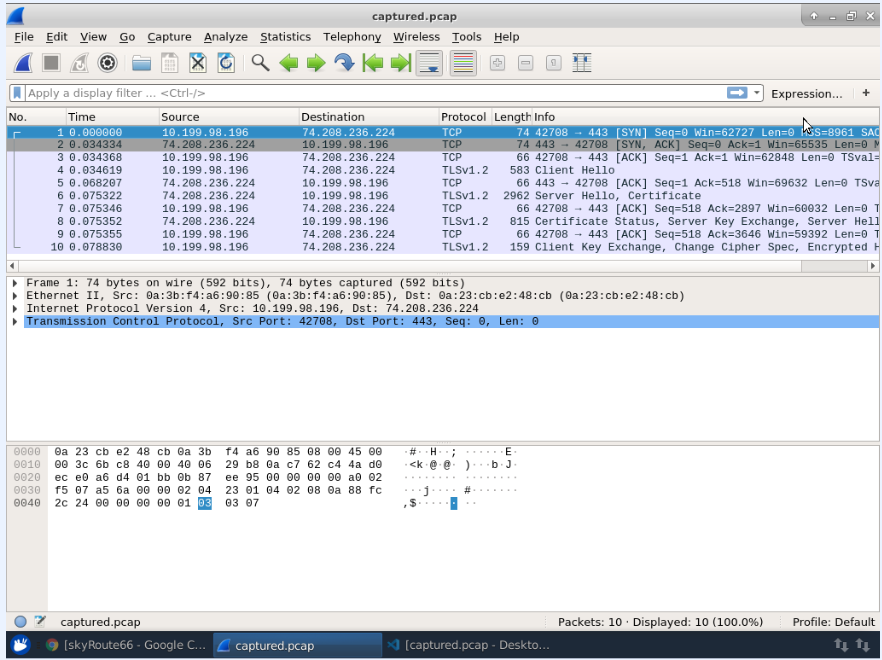 captured.pcap
File Edit View Go Capture Analyze Statistics Telephony Wireless Tools Help
Apply a display filter ... <Ctrl-/> Expression... +
No. Time Source Destination Protocol Length Info
1 0.000000 10.199.98.196 74.208.236.224 TCP 74 42708 → 443 [SYN] Seq=0 Win=62727 Len=0 MSS=8961 SAC
2 0.034334 74.208.236.224 10.199.98.196 TCP 74 443 → 42708 [SYN, ACK] Seq=0 Ack=1 Win=65535 Len=0 M
3 0.034368 10.199.98.196 74.208.236.224 TCP 66 42708 → 443 [ACK] Seq=1 Ack=1 Win=62848 Len=0 TSval=
4 0.034619 10.199.98.196 74.208.236.224 TLSv1.2 583 Client Hello
5 0.068207 74.208.236.224 10.199.98.196 TCP 66 443 → 42708 [ACK] Seq=1 Ack=518 Win=69632 Len=0 TSva
6 0.075322 74.208.236.224 10.199.98.196 TLSv1.2 2962 Server Hello, Certificate
7 0.075346 10.199.98.196 74.208.236.224 TCP 66 42708 → 443 [ACK] Seq=518 Ack=2897 Win=60032 Len=0 T
8 0.075352 74.208.236.224 10.199.98.196 TLSv1.2 815 Certificate Status, Server Key Exchange, Server Hell
9 0.075355 10.199.98.196 74.208.236.224 TCP 66 42708 → 443 [ACK] Seq=518 Ack=3646 Win=59392 Len=0 T
10 0.078830 10.199.98.196 74.208.236.224 TLSv1.2 159 Client Key Exchange, Change Cipher Spec, Encrypted H
Frame 1: 74 bytes on wire (592 bits), 74 bytes captured (592 bits)
Ethernet II, Src: 0a:3b:f4:a6:90:85 (0a:3b:f4:a6:90:85), Dst: 0a:23:cb:e2:48:cb (0a:23:cb:e2:48:cb)
Internet Protocol Version 4, Src: 10.199.98.196, Dst: 74.208.236.224
Transmission Control Protocol, Src Port: 42708, Dst Port: 443, Seq: 0, Len: 0
0000 0a 23 cb e2 48 cb 0a 3b f4 a6 90 85 08 00 45 00 ·#··H··; ······E·
0010 00 3c 6b c8 40 00 40 06 29 b8 0a c7 62 c4 4a d0 ·<k·@·@· )···b·J·
0020 ec e0 a6 d4 01 bb 0b 87 ee 95 00 00 00 00 a0 02 ········ ········
0030 f5 07 a5 6a 00 00 02 04 23 01 04 02 08 0a 88 fc ···j···· #·······
0040 2c 24 00 00 00 00 01 03 03 07 ,$······ ··
captured.pcap Packets: 10 · Displayed: 10 (100.0%) Profile: Default
[skyRoute66 - Google C... captured.pcap [captured.pcap - Deskto...